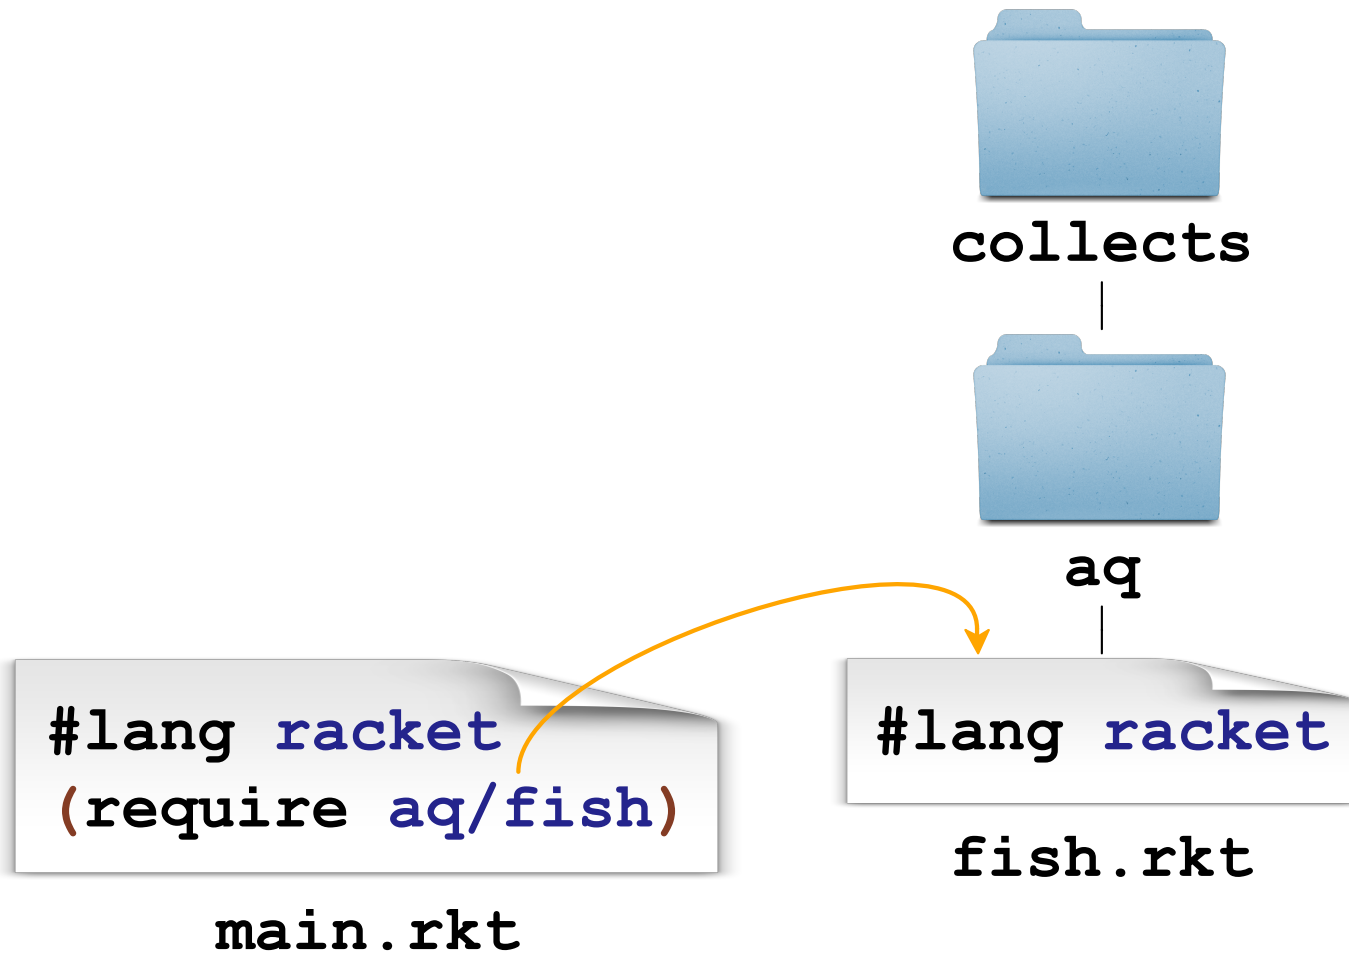 collects
aq
#lang racket
(require aq/fish)
main.rkt
#lang racket
fish.rkt